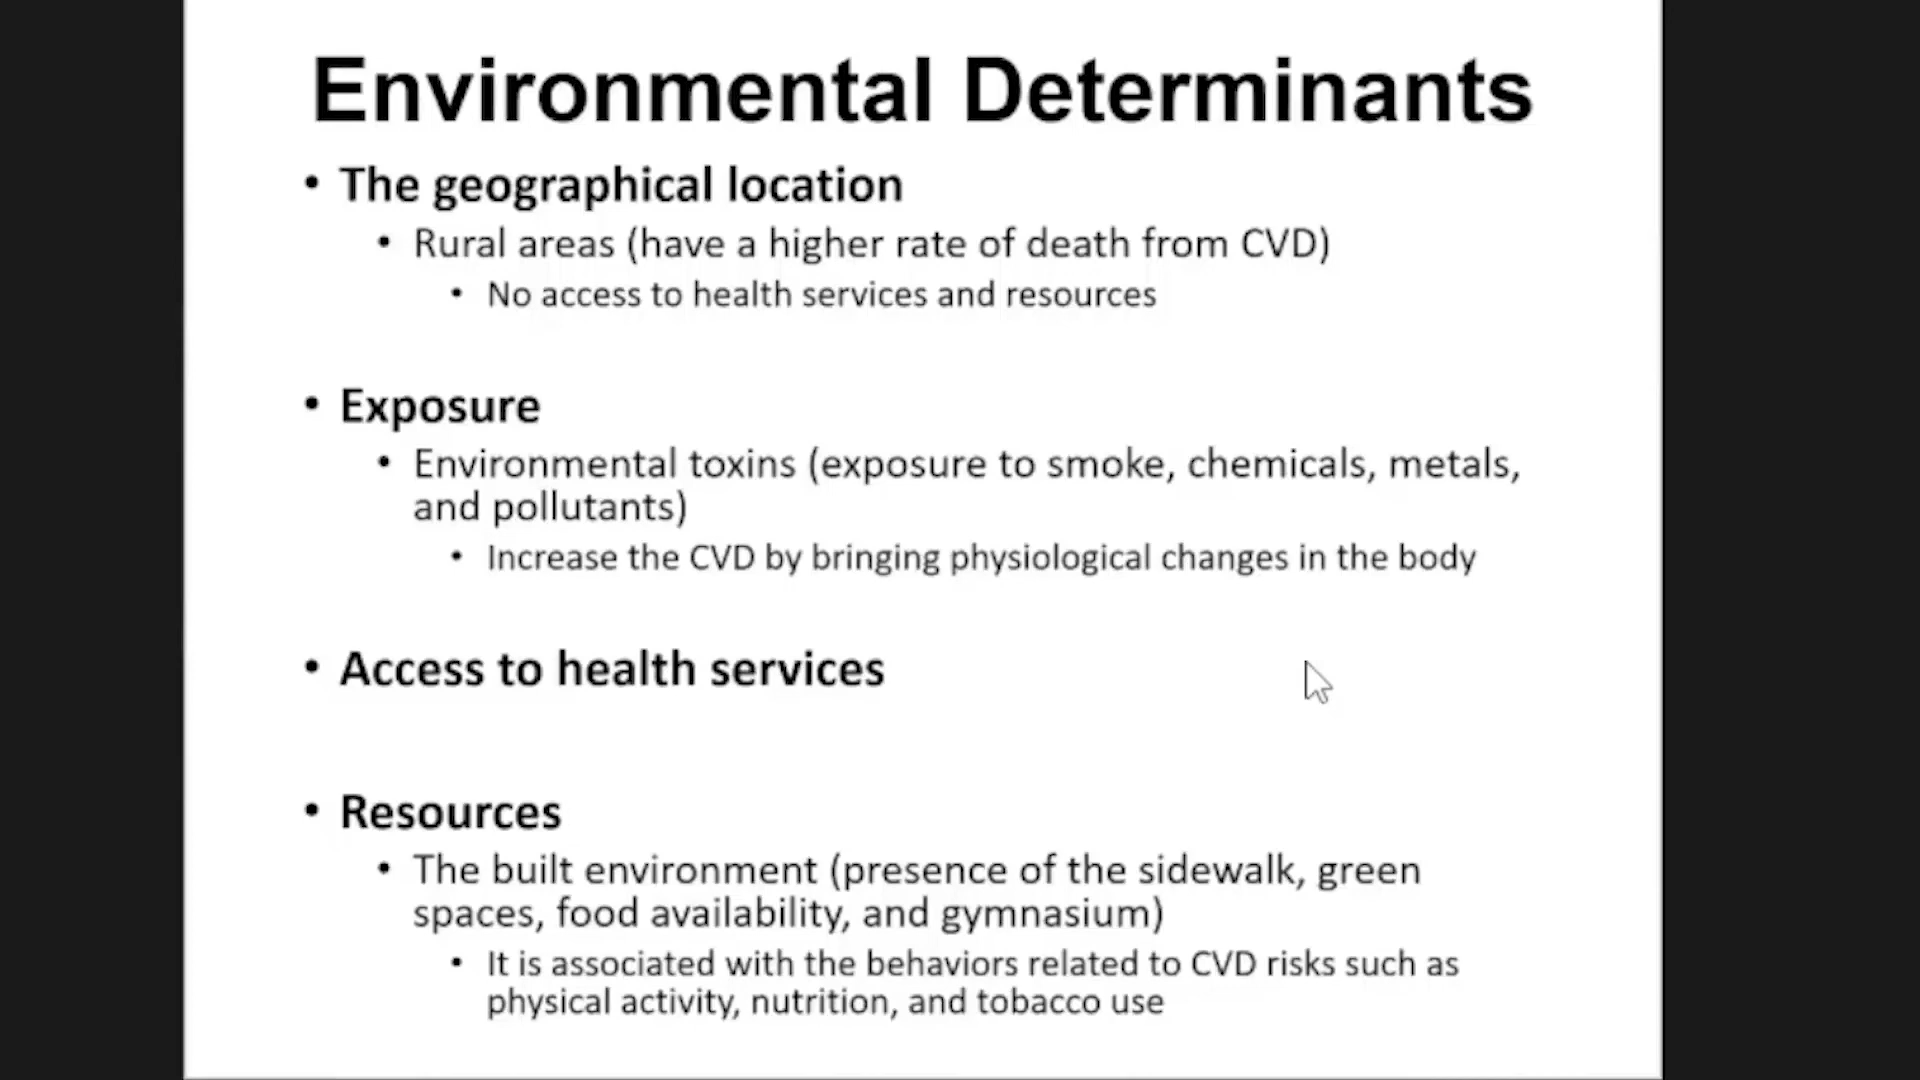 Environmental Determinants
• The geographical location
• Rural areas (have a higher rate of death from CVD)
• No access to health services and resources
• Exposure
• Environmental toxins (exposure to smoke, chemicals, metals,
and pollutants)
• Increase the CVD by bringing physiological changes in the body
• Access to health services
• Resources
• The built environment (presence of the sidewalk, green
spaces, food availability, and gymnasium)
• It is associated with the behaviors related to CVD risks such as
physical activity, nutrition, and tobacco use